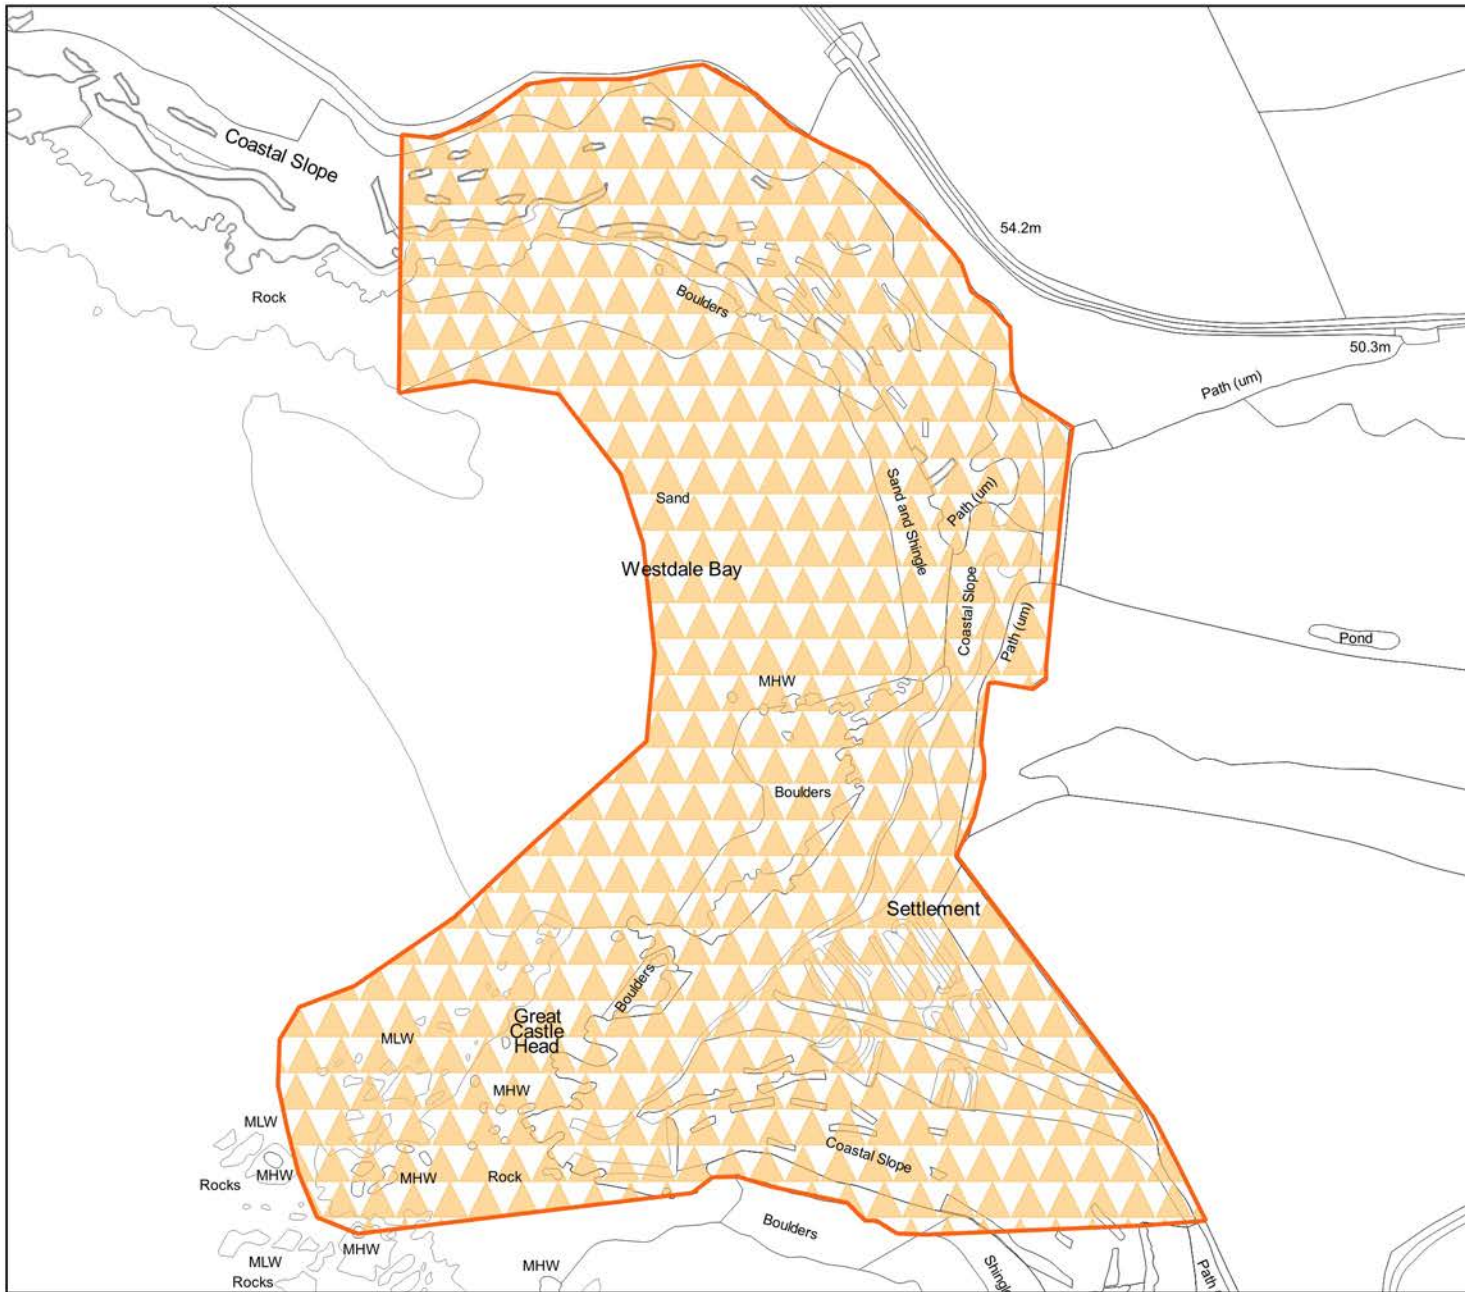 Coastal Slope
54.2m
Rock
Boulders
50.3m
Path (um)
Sand
Sand and Shingle
Path (um)
Westdale Bay
Coastal Slope
Path (um)
Pond
MHW
Boulders
Settlement
Boulders
Great
Castle
Head
MLW
MHW
MLW
Coastal Slope
MHW
MHW
Rock
Rocks
Boulders
MHW
MLW
MHW
Rocks
Shingle
Path